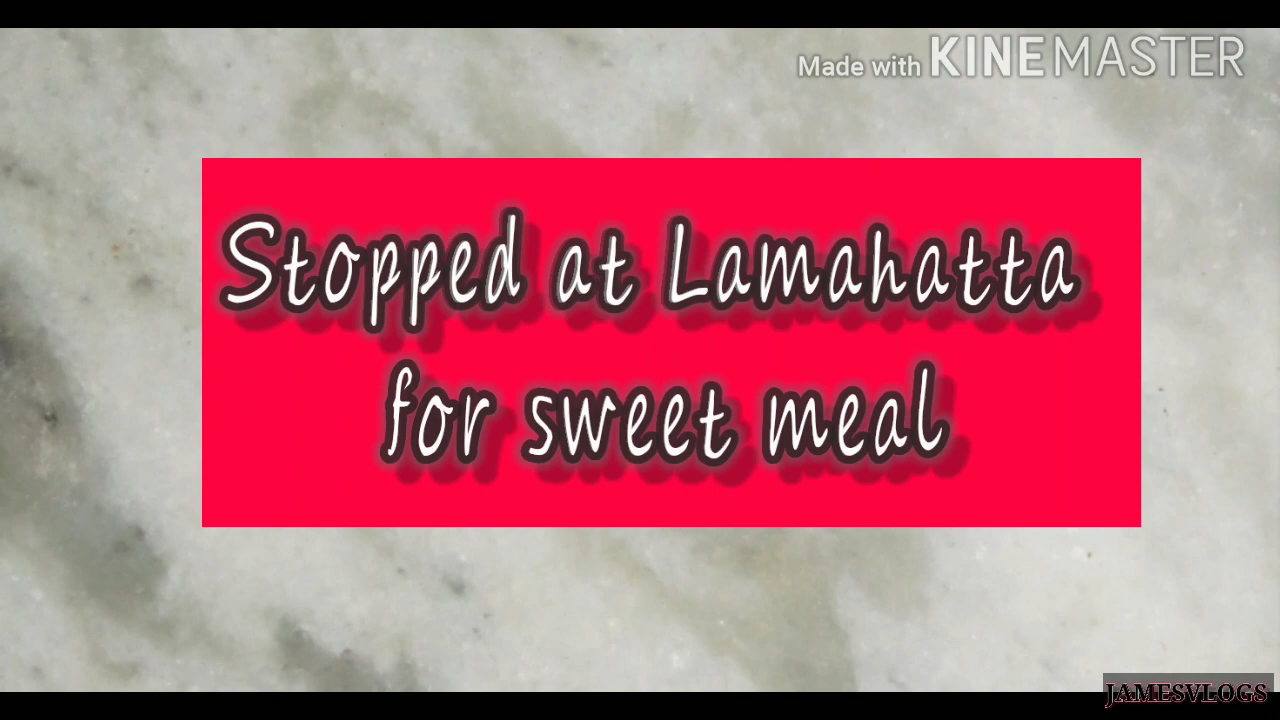 Made with KINEMASTER
Stopped at Lamahatta
for sweet meal
JAMESVLOGS